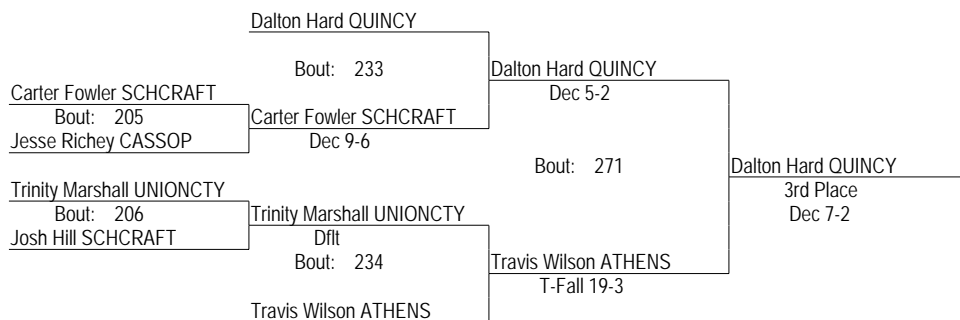 Dalton Hard QUINCY
Bout: 233
Dalton Hard QUINCY
Carter Fowler SCHCRAFT
Dec 5-2
Bout: 205
Carter Fowler SCHCRAFT
Jesse Richey CASSOP
Dec 9-6
Bout: 271
Dalton Hard QUINCY
Trinity Marshall UNIONCTY
3rd Place
Bout: 206
Trinity Marshall UNIONCTY
Dec 7-2
Josh Hill SCHCRAFT
Dflt
Bout: 234
Travis Wilson ATHENS
T-Fall 19-3
Travis Wilson ATHENS